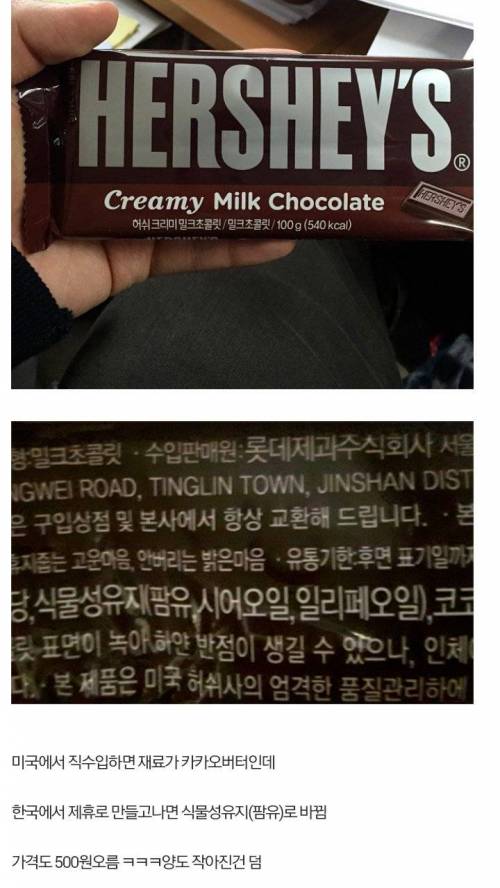 HERSHEY'S®
HERSHEY'S
Creamy Milk Chocolate
허쉬 크리미 밀크초콜릿 / 밀크초콜릿 / 100 g (540 kcal)
형:밀크초콜릿 · 수입판매원:롯데제과주식회사 서울
NGWEI ROAD, TINGLIN TOWN, JINSHAN DIST
은 구입상점 및 본사에서 항상 교환해 드립니다. · 본
휴지줍는 고운마음, 안버리는 밝은마음 · 유통기한:후면 표기일까지
당,식물성유지(팜유,시어오일,일리페오일),코코
릿 표면이 녹아 하얀 반점이 생길 수 있으나, 인체
다. · 본 제품은 미국 허쉬사의 엄격한 품질관리하에
미국에서 직수입하면 재료가 카카오버터인데
한국에서 제휴로 만들고나면 식물성유지(팜유)로 바뀜
가격도 500원오름 ㅋㅋㅋ양도 작아진건 덤